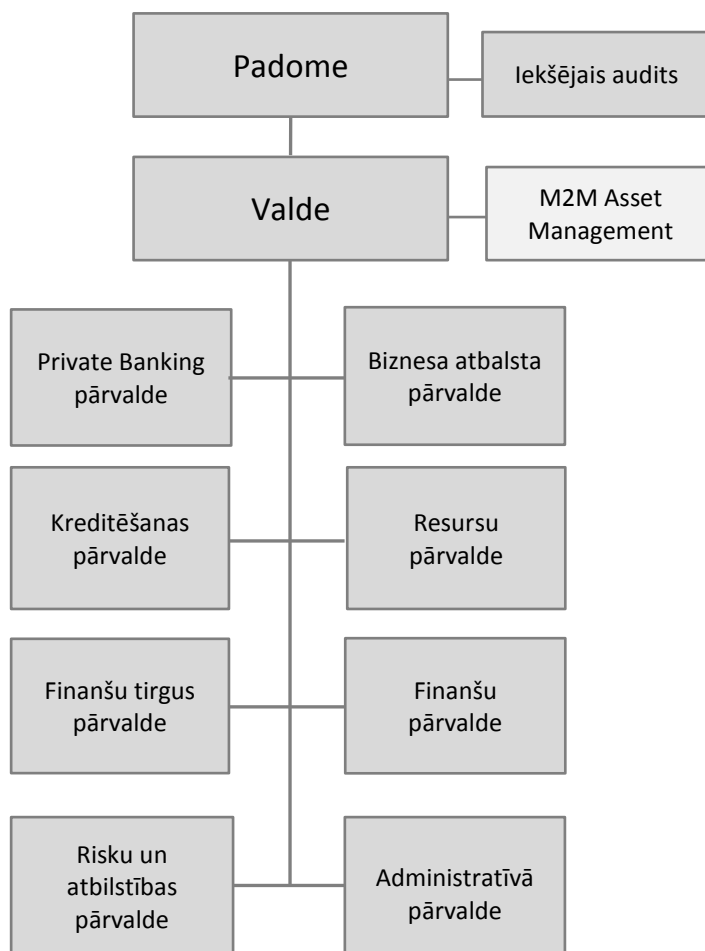 Padome
Iekšējais audits
Valde
M2M Asset
Management
Private Banking
pārvalde
Biznesa atbalsta
pārvalde
Kreditēšanas
pārvalde
Resursu
pārvalde
Finanšu tirgus
pārvalde
Finanšu
pārvalde
Risku un
atbilstības
pārvalde
Administratīvā
pārvalde